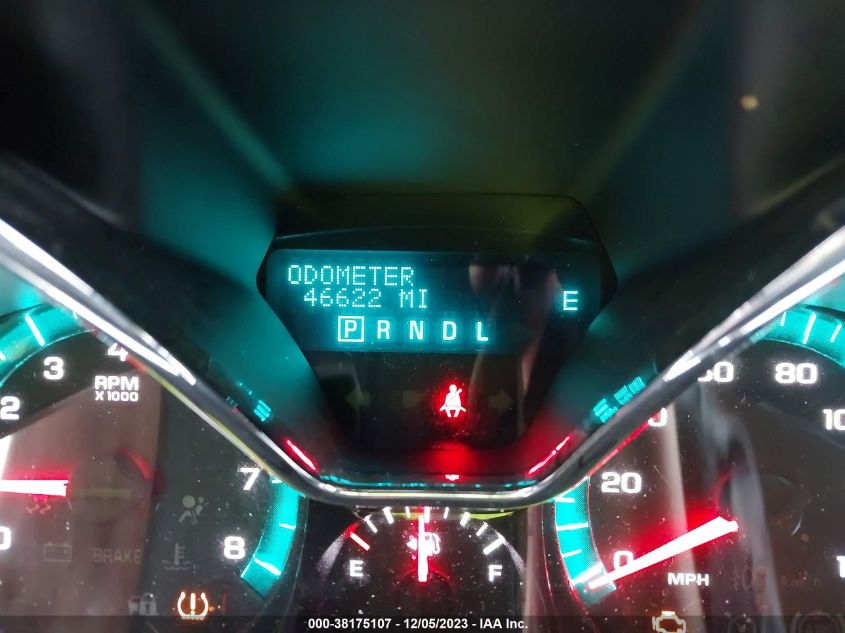 ODOMETER
46622 MI
E
P R N D L
4
3
RPM
X1000
2
80
7
20
8
E
F
BRAKE
0
MPH
000-38175107 - 12/05/2023 - IAA Inc.